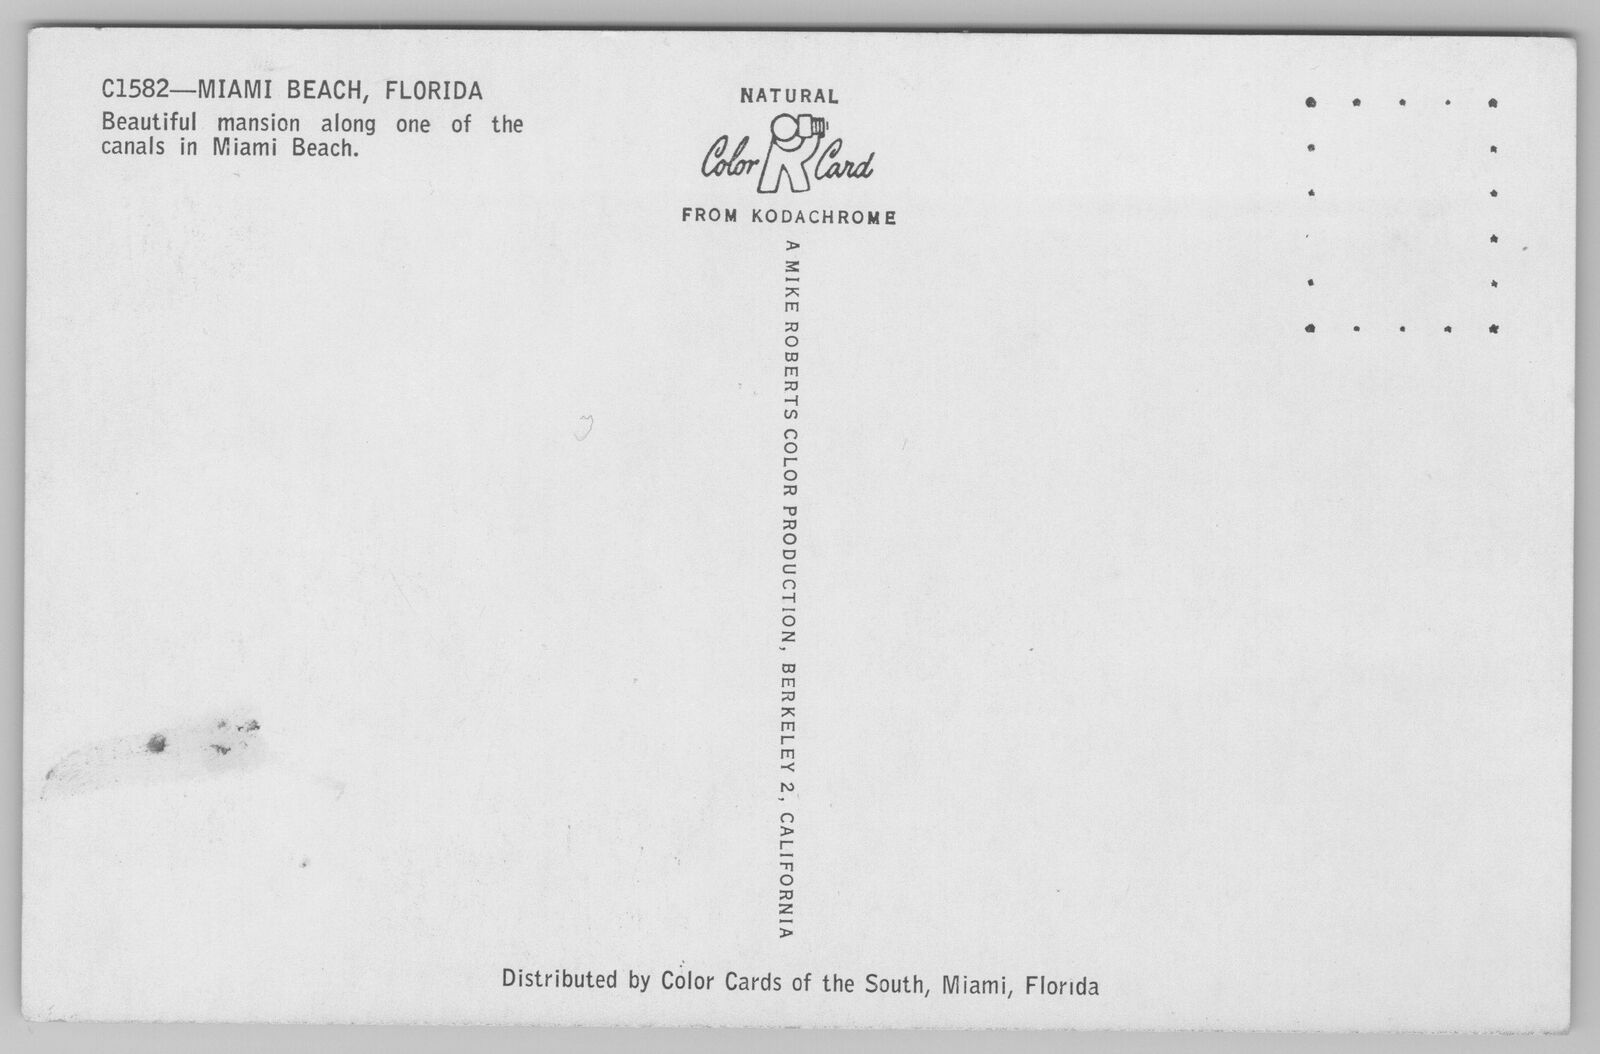 C1582—MIAMI BEACH, FLORIDA
Beautiful mansion along one of the
canals in Miami Beach.
NATURAL
Color Card
FROM KODACHROME
A MIKE ROBERTS COLOR PRODUCTION, BERKELEY 2, CALIFORNIA
Distributed by Color Cards of the South, Miami, Florida